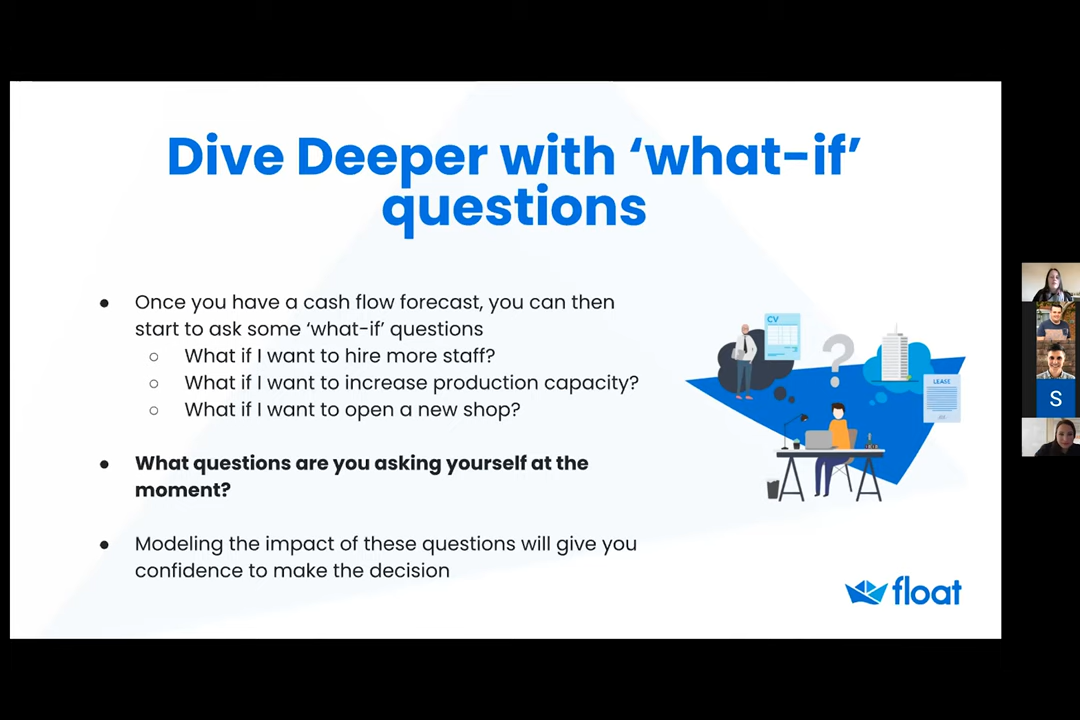 Dive Deeper with ‘what-if’
questions
● Once you have a cash flow forecast, you can then
start to ask some ‘what-if’ questions
○ What if I want to hire more staff?
○ What if I want to increase production capacity?
○ What if I want to open a new shop?
● What questions are you asking yourself at the
moment?
● Modeling the impact of these questions will give you
confidence to make the decision
CV
?
LEASE
float
S